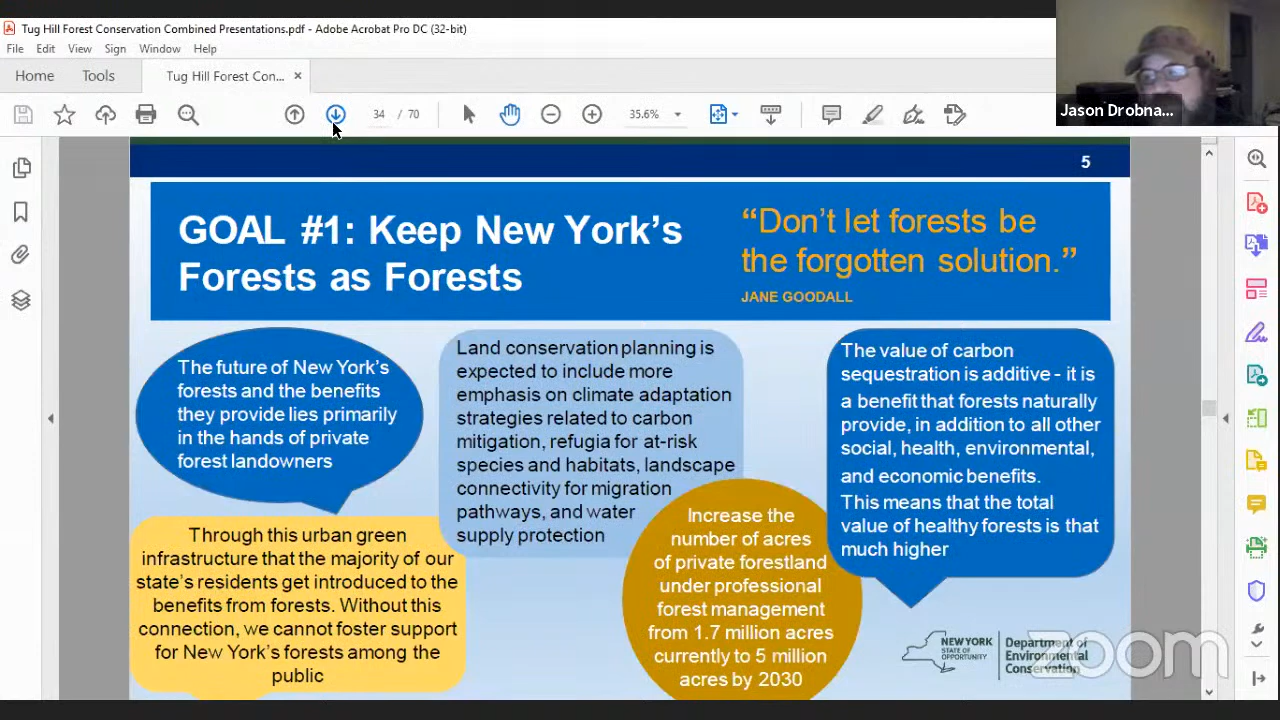 Tug Hill Forest Conservation Combined Presentations.pdf - Adobe Acrobat Pro DC (32-bit)
File Edit View Sign Window Help
Home Tools Tug Hill Forest Con... ×
34 / 70 35.6%
Jason Drobna...
5
GOAL #1: Keep New York's
Forests as Forests
“Don't let forests be
the forgotten solution.”
JANE GOODALL
The future of New York's
forests and the benefits
they provide lies primarily
in the hands of private
forest landowners
Through this urban green
infrastructure that the majority of our
state's residents get introduced to the
benefits from forests. Without this
connection, we cannot foster support
for New York's forests among the
public
Land conservation planning is
expected to include more
emphasis on climate adaptation
strategies related to carbon
mitigation, refugia for at-risk
species and habitats, landscape
connectivity for migration
pathways, and water
supply protection
Increase the
number of acres
of private forestland
under professional
forest management
from 1.7 million acres
currently to 5 million
acres by 2030
The value of carbon
sequestration is additive - it is
a benefit that forests naturally
provide, in addition to all other
social, health, environmental,
and economic benefits.
This means that the total
value of healthy forests is that
much higher
NEW YORK
STATE OF
OPPORTUNITY
Department of
Environmental
Conservation
zoom